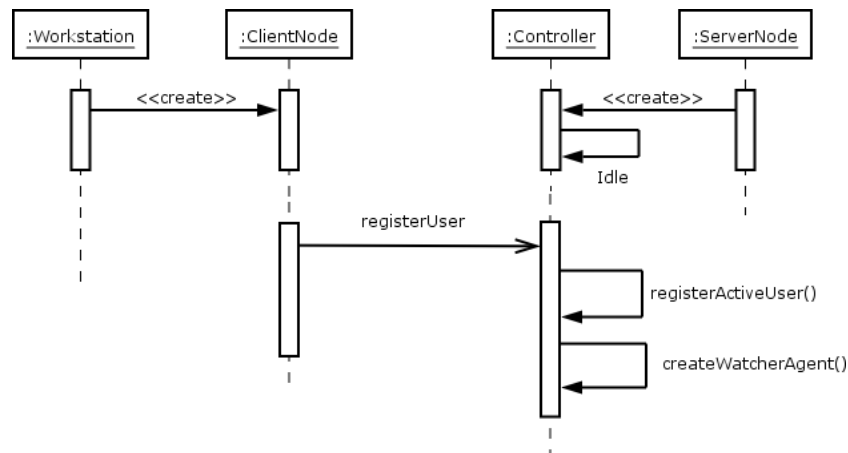 :Workstation
:ClientNode
:Controller
:ServerNode
<<create>>
<<create>>
Idle
registerUser
registerActiveUser()
createWatcherAgent()